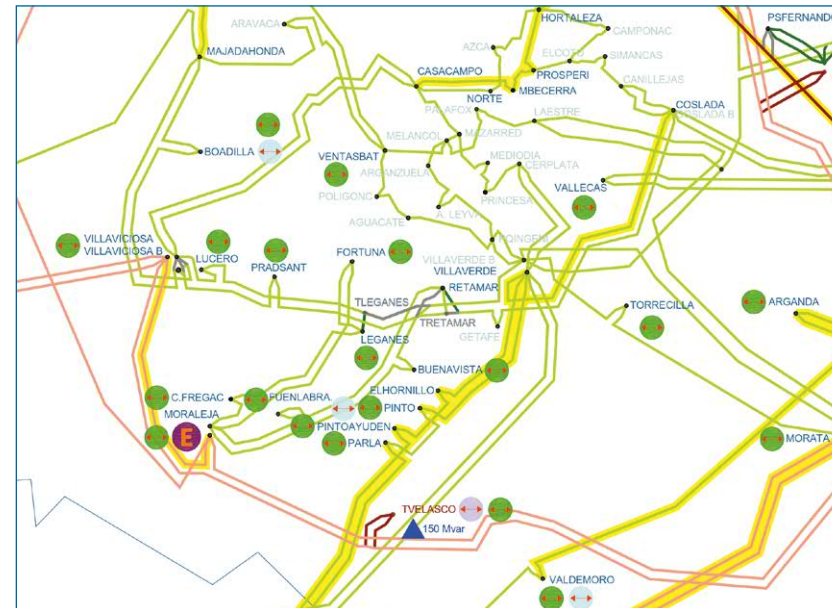 ARAVACA
HORTALEZA
CAMPONAC
PSFERNANDO
MAJADAHONDA
AZCA
ELCOTO
SIMANCAS
CASACAMPO
PROSPERI
CANILLEJAS
NORTE
MBECERRA
COSLADA
COSLADA B
PALAFOX
LAESTRE
MELANCOL
MAZARRED
BOADILLA
VENTASBAT
ARGANZUELA
MEDIODIA
CERPLATA
VALLECAS
POLIGONC
PRINCESA
AGUACATE
A. LEYVA
VILLAVICIOSA
VILLAVICIOSA B
LUCERO
PRADSANT
FORTUNA
VILLAVERDE B
VILLAVERDE
RETAMAR
TLEGANES
TRETAMAR
GETAFE
TORRECILLA
ARGANDA
LEGANES
BUENAVISTA
C.FREGAC
FUENLABRA.
ELHORNILLO
PINTO
MORALEJA
E
PINTOAYUDEN
PARLA
MORATA
TVELASCO
150 Mvar
VALDEMORO